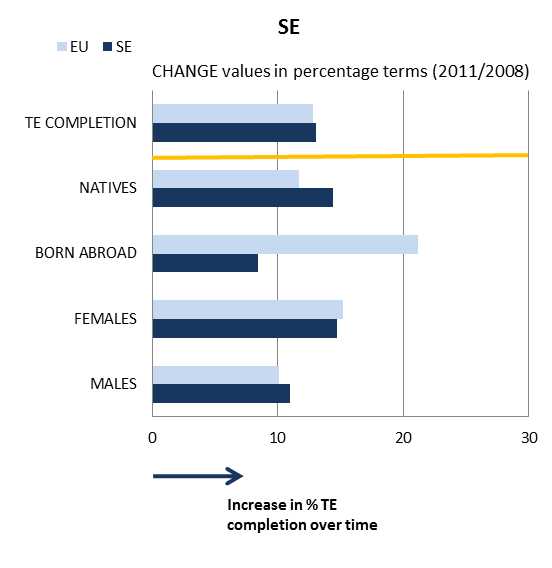 SE
EU SE
CHANGE values in percentage terms (2011/2008)
TE COMPLETION
NATIVES
BORN ABROAD
FEMALES
MALES
0 10 20 30
Increase in % TE
completion over time